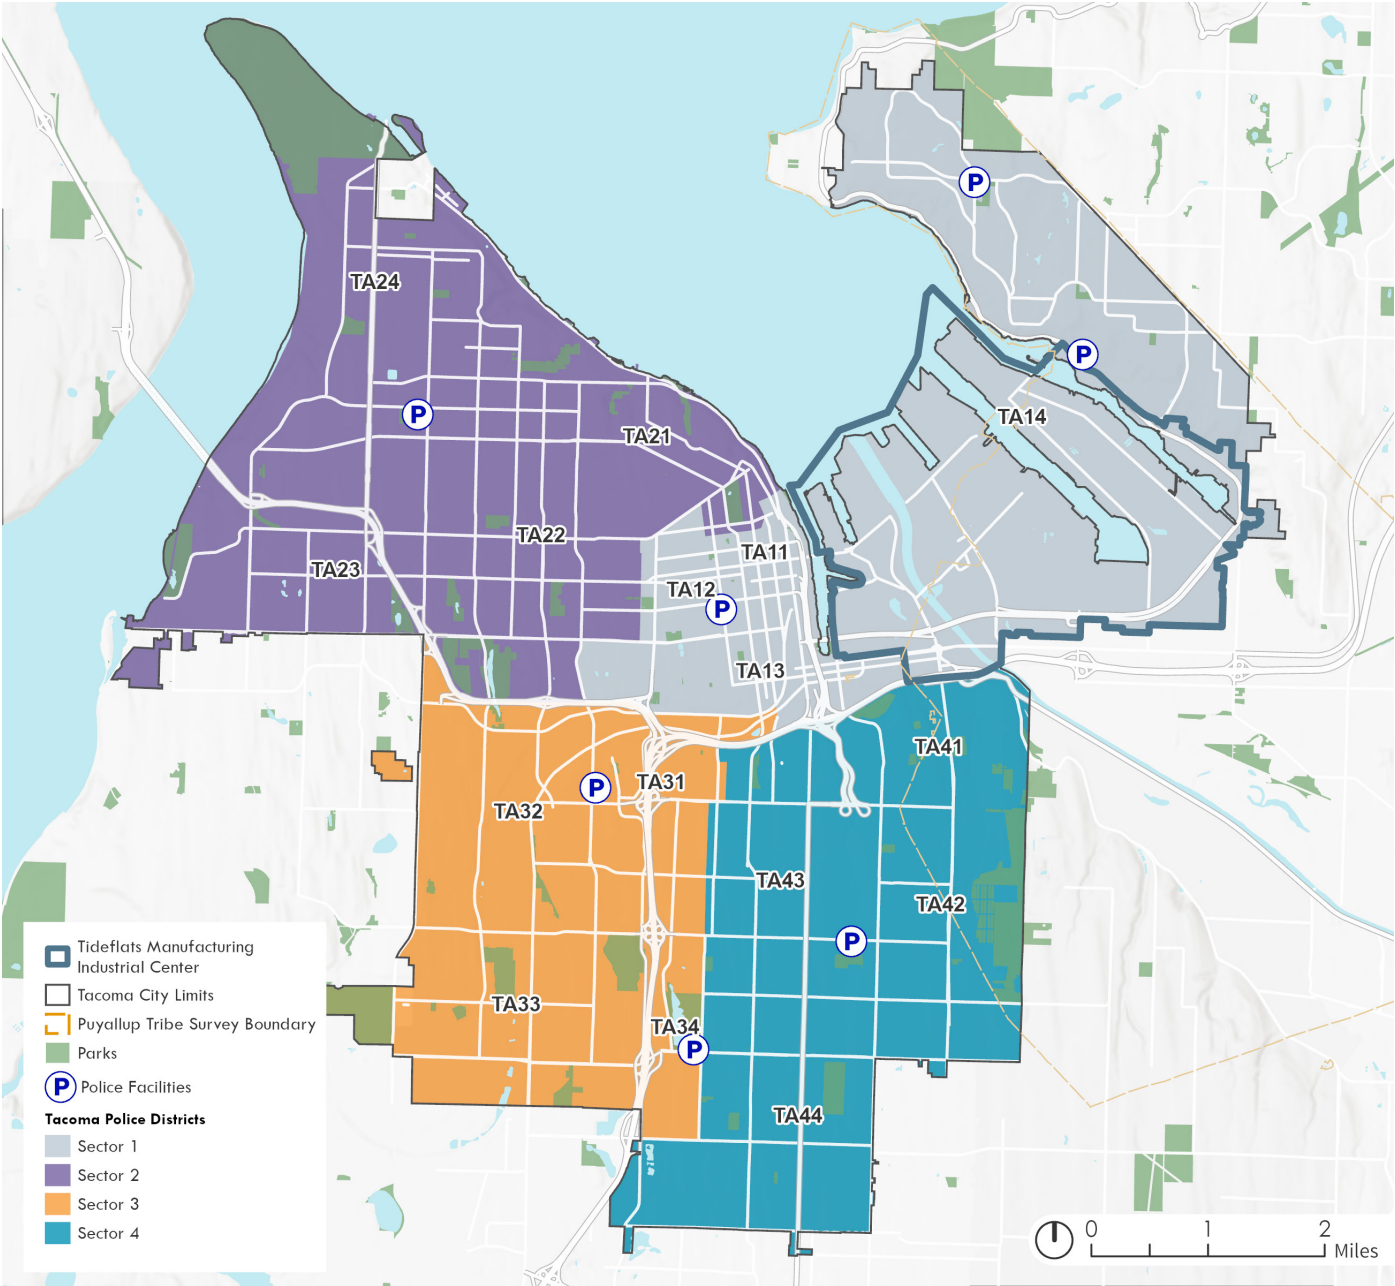 P
TA24
P
P
TA14
P
TA21
TA22
TA11
TA23
TA12
P
TA13
TA41
TA31
P
TA32
TA43
TA42
P
TA33
TA34
P
TA44
Tideflats Manufacturing
Industrial Center
Tacoma City Limits
Puyallup Tribe Survey Boundary
Parks
P Police Facilities
Tacoma Police Districts
Sector 1
Sector 2
Sector 3
Sector 4
0 1 2
Miles